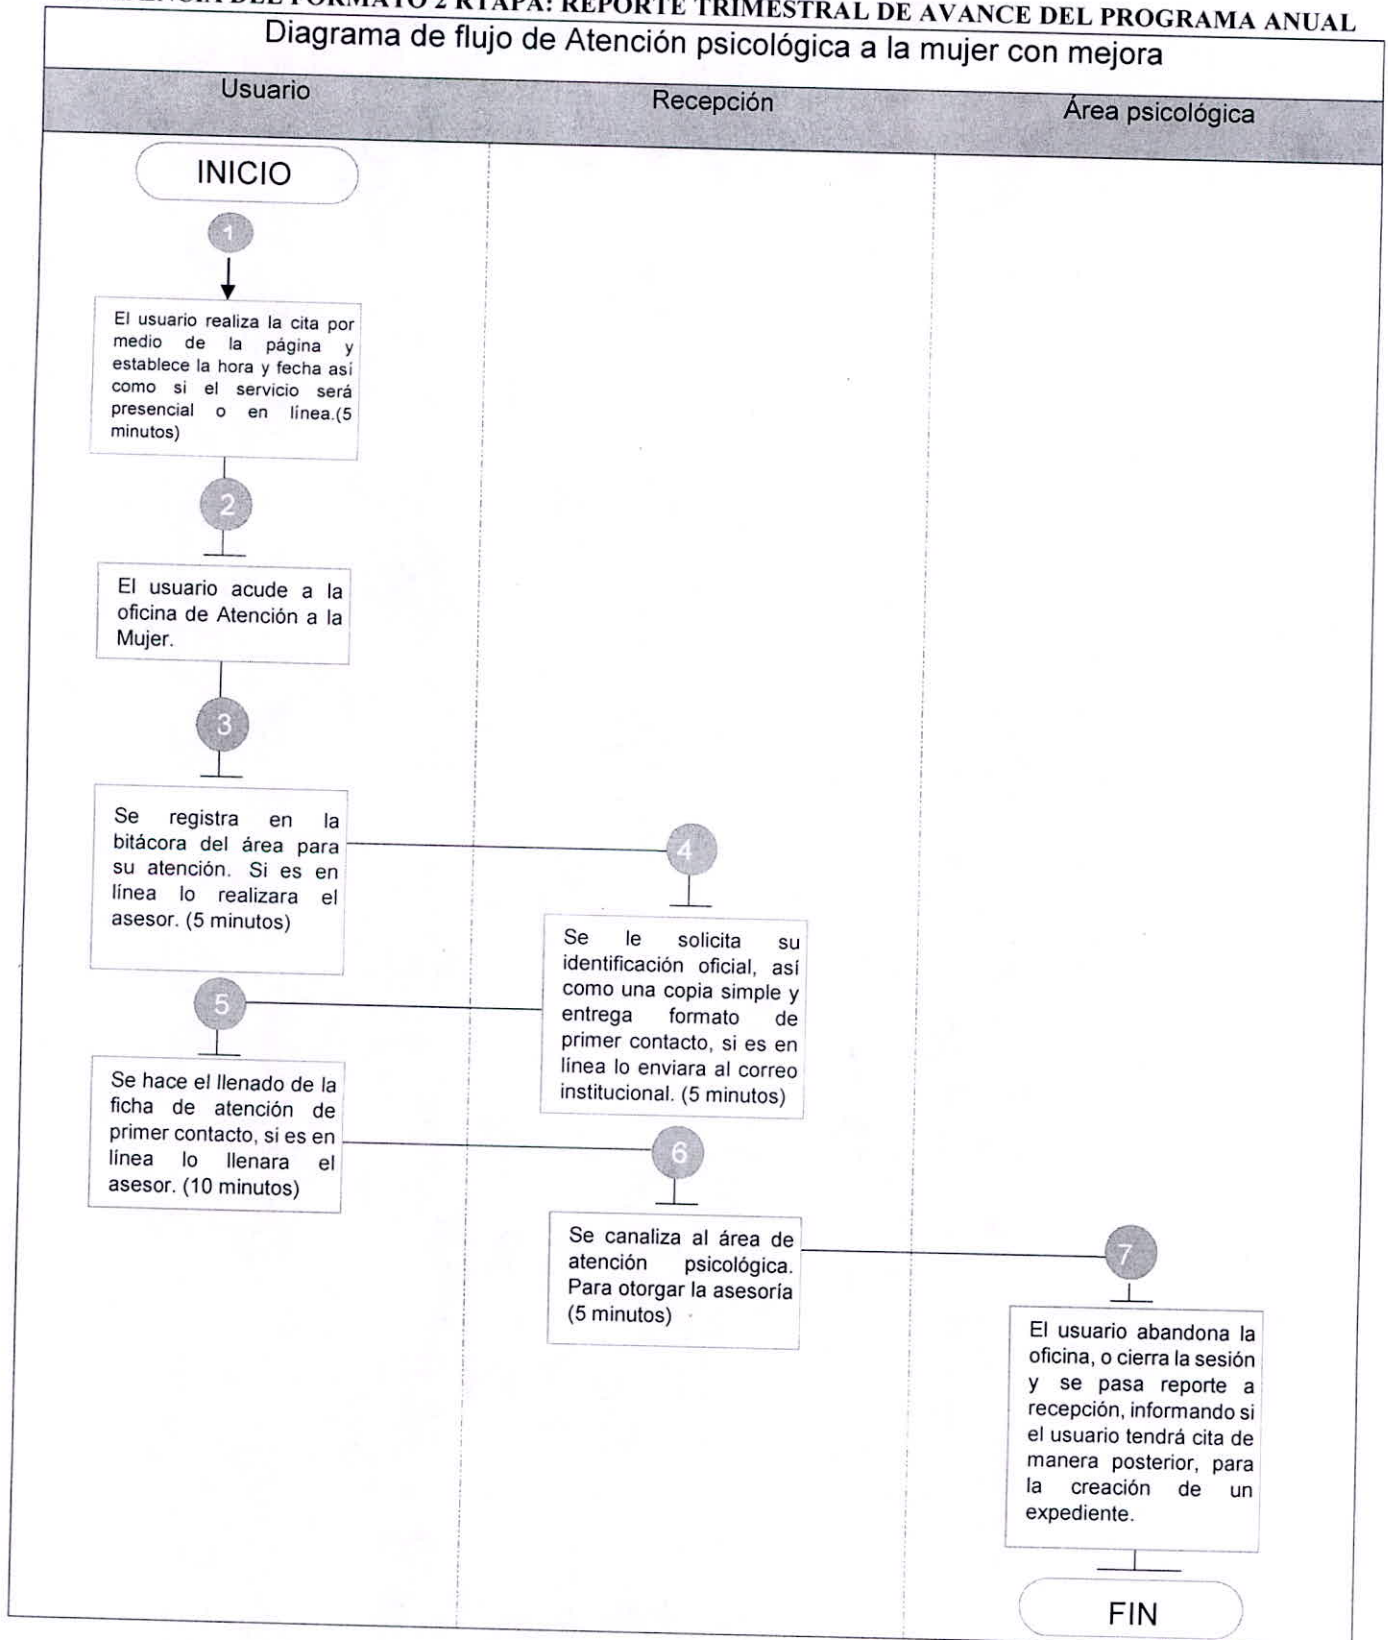 DEL FORMATO 2 RTAPA: REPORTE TRIMESTRAL DE AVANCE DEL PROGRAMA ANUAL
Diagrama de flujo de Atención psicológica a la mujer con mejora
Usuario
Recepción
Área psicológica
INICIO
1
El usuario realiza la cita por
medio de la página y
establece la hora y fecha así
como si el servicio será
presencial o en línea.(5
minutos)
2
El usuario acude a la
oficina de Atención a la
Mujer.
3
Se registra en la
bitácora del área para
su atención. Si es en
línea lo realizara el
asesor. (5 minutos)
4
Se le solicita su
identificación oficial, así
como una copia simple y
entrega formato de
primer contacto, si es en
línea lo enviara al correo
institucional. (5 minutos)
5
Se hace el llenado de la
ficha de atención de
primer contacto, si es en
línea lo llenara el
asesor. (10 minutos)
6
Se canaliza al área de
atención psicológica.
Para otorgar la asesoría
(5 minutos)
7
El usuario abandona la
oficina, o cierra la sesión
y se pasa reporte a
recepción, informando si
el usuario tendrá cita de
manera posterior, para
la creación de un
expediente.
FIN